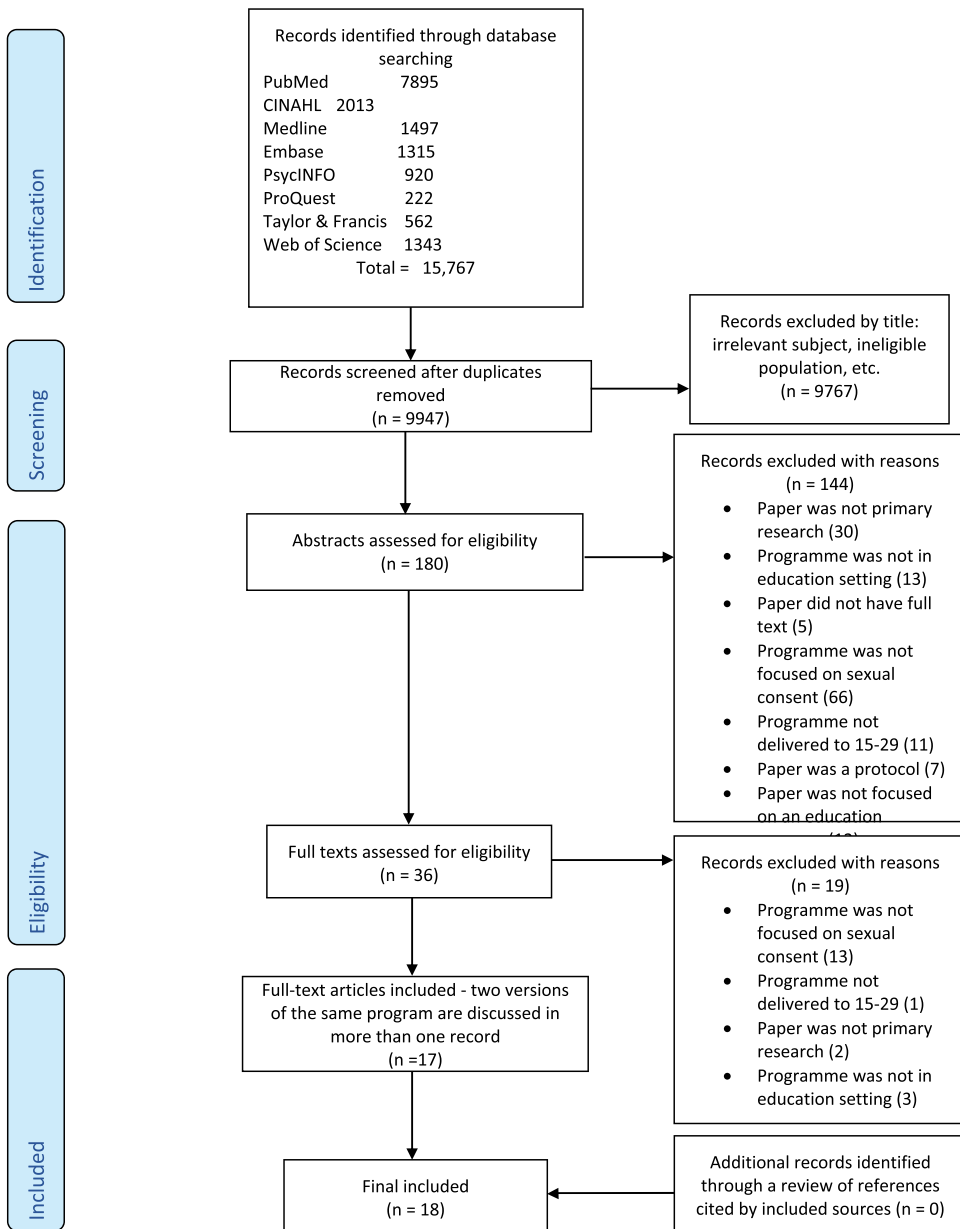 Identification
Records identified through database
searching
PubMed 7895
CINAHL 2013
Medline 1497
Embase 1315
PsycINFO 920
ProQuest 222
Taylor & Francis 562
Web of Science 1343
Total = 15,767
Records excluded by title:
irrelevant subject, ineligible
population, etc.
(n = 9767)
Screening
Records screened after duplicates
removed
(n = 9947)
Records excluded with reasons
(n = 144)
• Paper was not primary
research (30)
• Programme was not in
education setting (13)
• Paper did not have full
text (5)
• Programme was not
focused on sexual
consent (66)
• Programme not
delivered to 15-29 (11)
• Paper was a protocol (7)
• Paper was not focused
on an education
Eligibility
Abstracts assessed for eligibility
(n = 180)
Full texts assessed for eligibility
(n = 36)
Records excluded with reasons
(n = 19)
• Programme was not
focused on sexual
consent (13)
• Programme not
delivered to 15-29 (1)
• Paper was not primary
research (2)
• Programme was not in
education setting (3)
Included
Full-text articles included - two versions
of the same program are discussed in
more than one record
(n =17)
Final included
(n = 18)
Additional records identified
through a review of references
cited by included sources (n = 0)